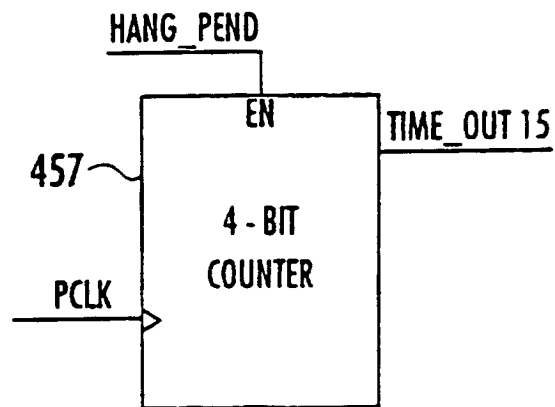 HANG_PEND
EN
TIME_OUT 15
457
4 - BIT
COUNTER
PCLK